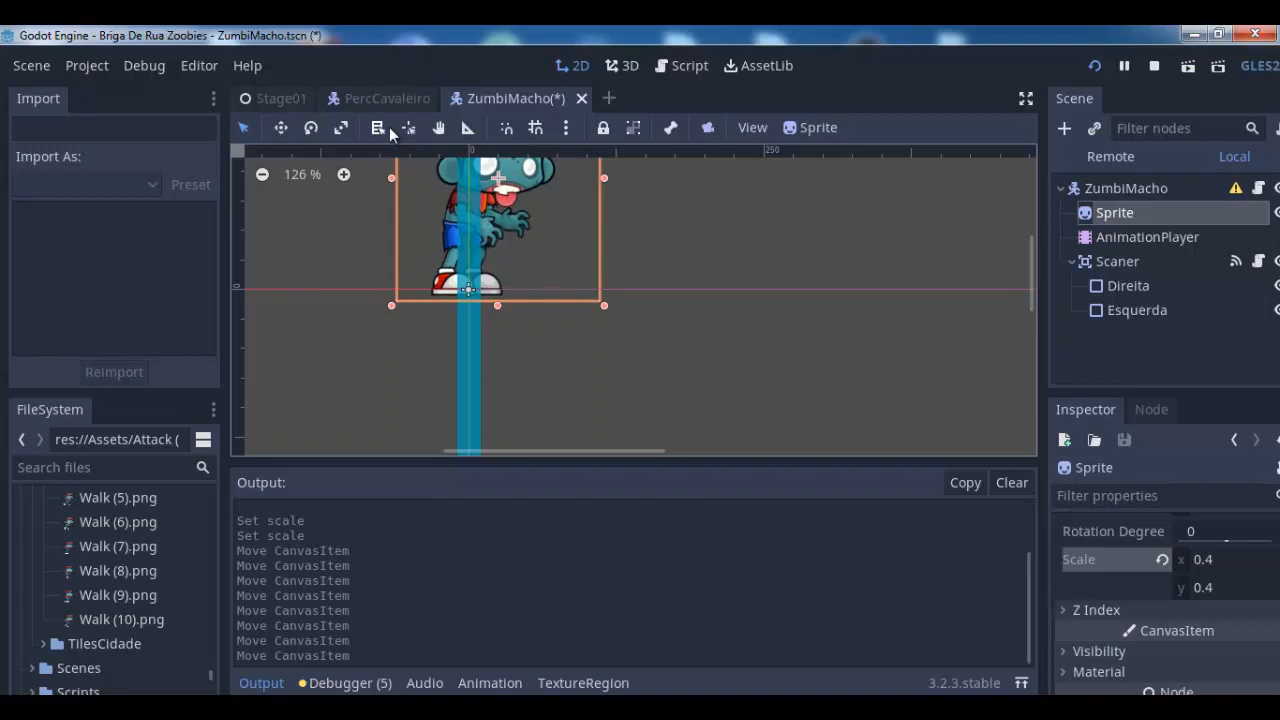 Godot Engine - Briga De Rua Zoobies - ZumbiMacho.tscn (*)
Scene Project Debug Editor Help 2D 3D Script AssetLib GLES2
Import Stage01 PercCavaleiro ZumbiMacho(*) Scene
View Sprite Filter nodes
Import As: Remote Local
Preset
126 %
0
250
0
ZumbiMacho
Sprite
AnimationPlayer
Scaner
Direita
Esquerda
Reimport
FileSystem
Inspector Node
res://Assets/Attack (
Search files
Walk (5).png
Walk (6).png
Walk (7).png
Walk (8).png
Walk (9).png
Walk (10).png
TilesCidade
Scenes
Scripts
Output: Copy Clear
Set scale
Set scale
Move CanvasItem
Move CanvasItem
Move CanvasItem
Move CanvasItem
Move CanvasItem
Move CanvasItem
Move CanvasItem
Move CanvasItem
Output Debugger (5) Audio Animation TextureRegion 3.2.3.stable
Sprite
Filter properties
Rotation Degree 0
Scale x 0.4
y 0.4
Z Index
CanvasItem
Visibility
Material
Node